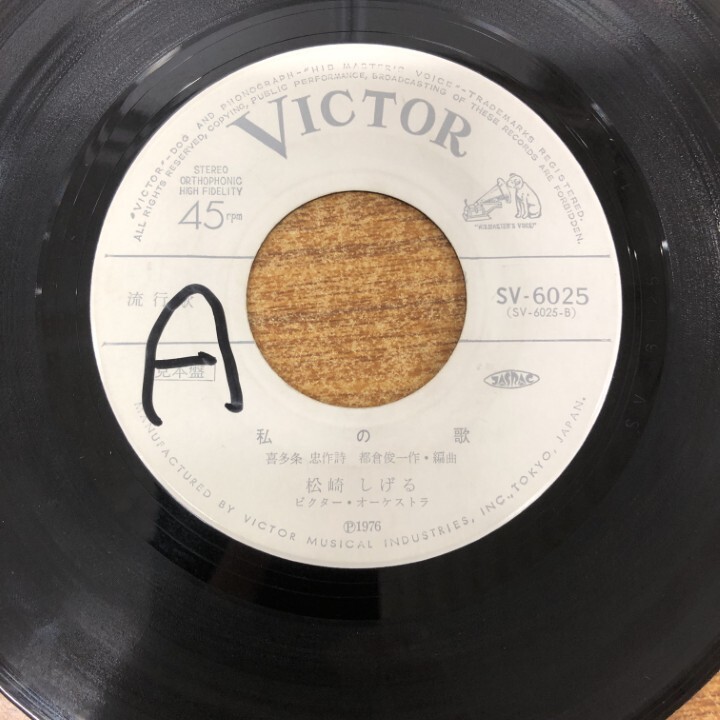 "VICTOR"—DOG AND PHONOGRAPH—"HIS MASTER'S VOICE"—TRADEMARKS REGISTERED.
ALL RIGHTS RESERVED, COPYING, PUBLIC PERFORMANCE, BROADCASTING OF THESE RECORDS ARE FORBIDDEN.
VICTOR
STEREO
ORTHOPHONIC
HIGH FIDELITY
45 rpm
"HIS MASTER'S VOICE"
流行歌
SV-6025
(SV-6025-B)
A
見本盤
JASRAC
私の歌
喜多条 忠作詩 都倉俊一作・編曲
松崎 しげる
ビクター・オーケストラ
Ⓟ1976
MANUFACTURED BY VICTOR MUSICAL INDUSTRIES, INC., TOKYO, JAPAN.